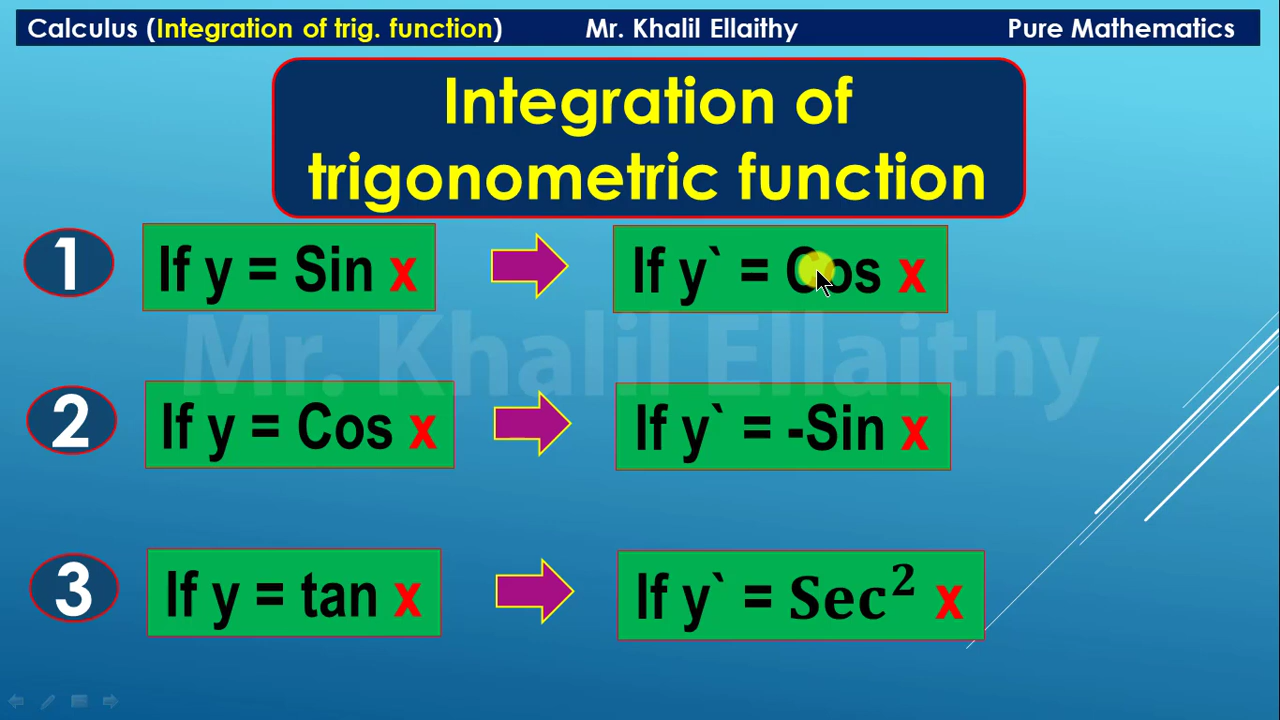 Calculus (Integration of trig. function) Mr. Khalil Ellaithy Pure Mathematics
Integration of
trigonometric function
1 If y = Sin x If y` = Cos x
Mr. Khalil Ellaithy
2 If y = Cos x If y` = -Sin x
3 If y = tan x If y` = Sec² x